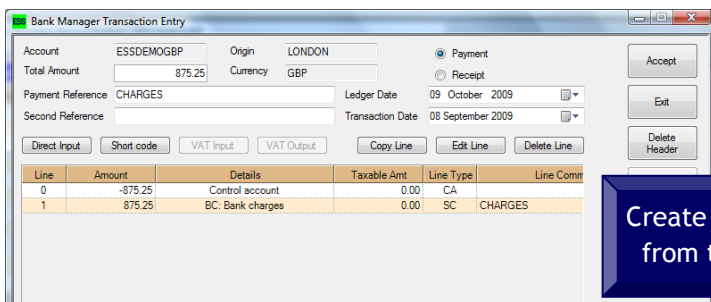 ESS Bank Manager Transaction Entry
Account ESSDEMOGBP Origin LONDON Payment Accept
Total Amount 875.25 Currency GBP Receipt
Payment Reference CHARGES Ledger Date 09 October 2009 Exit
Second Reference Transaction Date 08 September 2009
Direct Input Short code VAT Input VAT Output Copy Line Edit Line Delete Line Delete Header
Line Amount Details Taxable Amt Line Type Line Comm
0 -875.25 Control account 0.00 CA
1 875.25 BC: Bank charges 0.00 SC CHARGES
Create
from